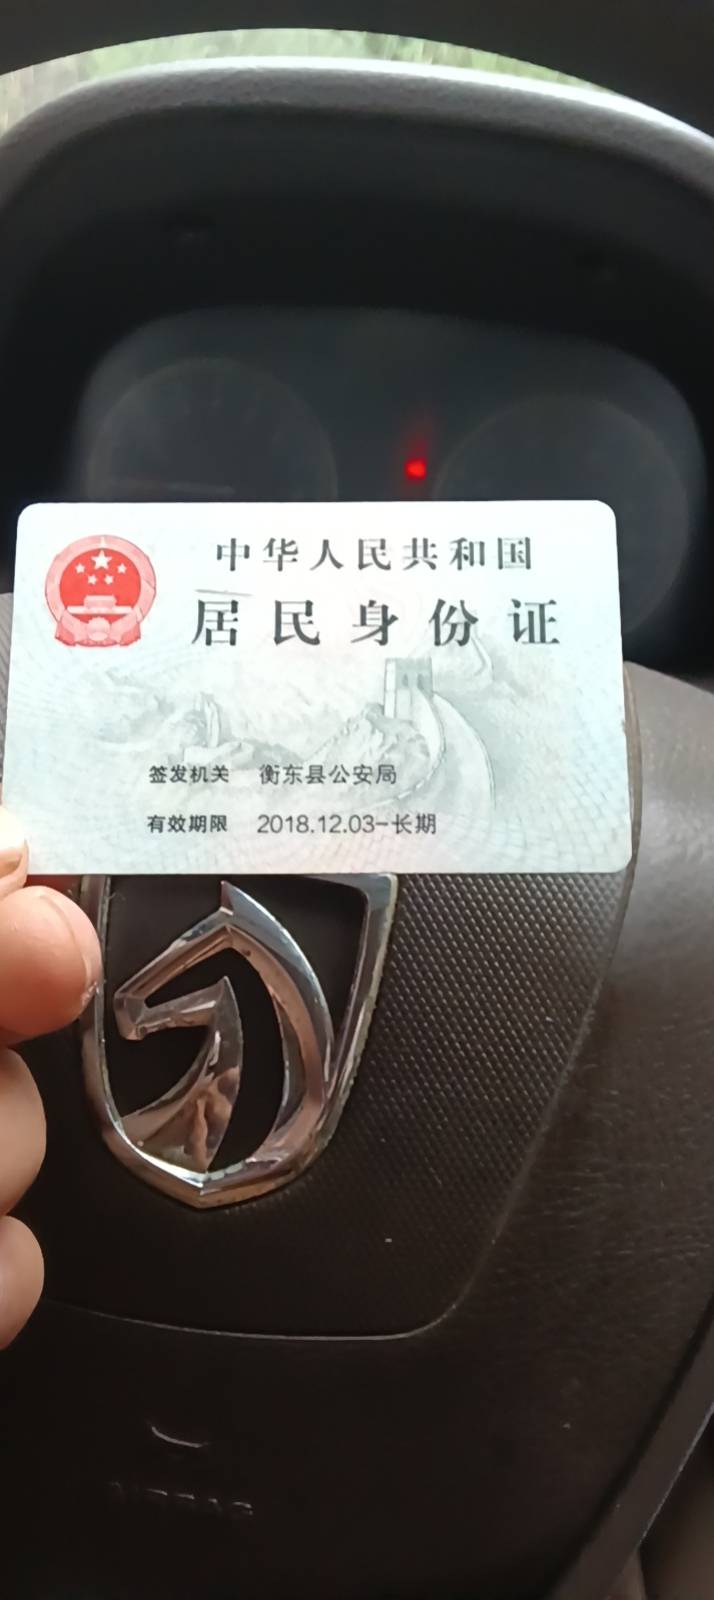 中华人民共和国
居民身份证
签发机关 衡东县公安局
有效期限 2018.12.03-长期
AIRBAG